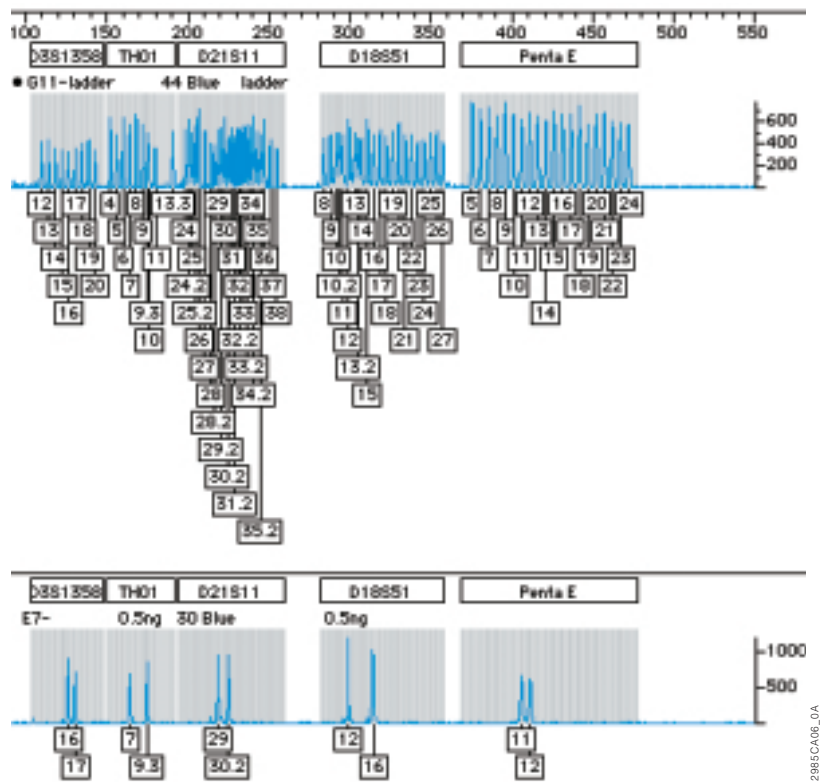 100 150 200 250 300 350 400 450 500 550
D3S1358 TH01 D21S11 D18S51 Penta E
G11-ladder 44 Blue ladder
600
400
200
12 17 4 8 13.3 29 34 8 13 19 25 5 8 12 16 20 24
13 18 5 9 24 30 35 9 14 20 26 6 9 13 17 21
14 19 6 11 25 31 36 10 16 22 7 11 15 19 23
15 20 7 24.2 32 37 10.2 17 23 10 18 22
16 9.3 25.2 33 38 11 18 24 14
10 26 32.2 12 21 27
27 33.2 13.2
28 34.2 15
28.2
29.2
30.2
31.2
35.2
D3S1358 TH01 D21S11 D18S51 Penta E
E7- 0.5ng 30 Blue 0.5ng
1000
500
16 7 29 12 11
17 9.3 30.2 16 12
2985CA06_0A